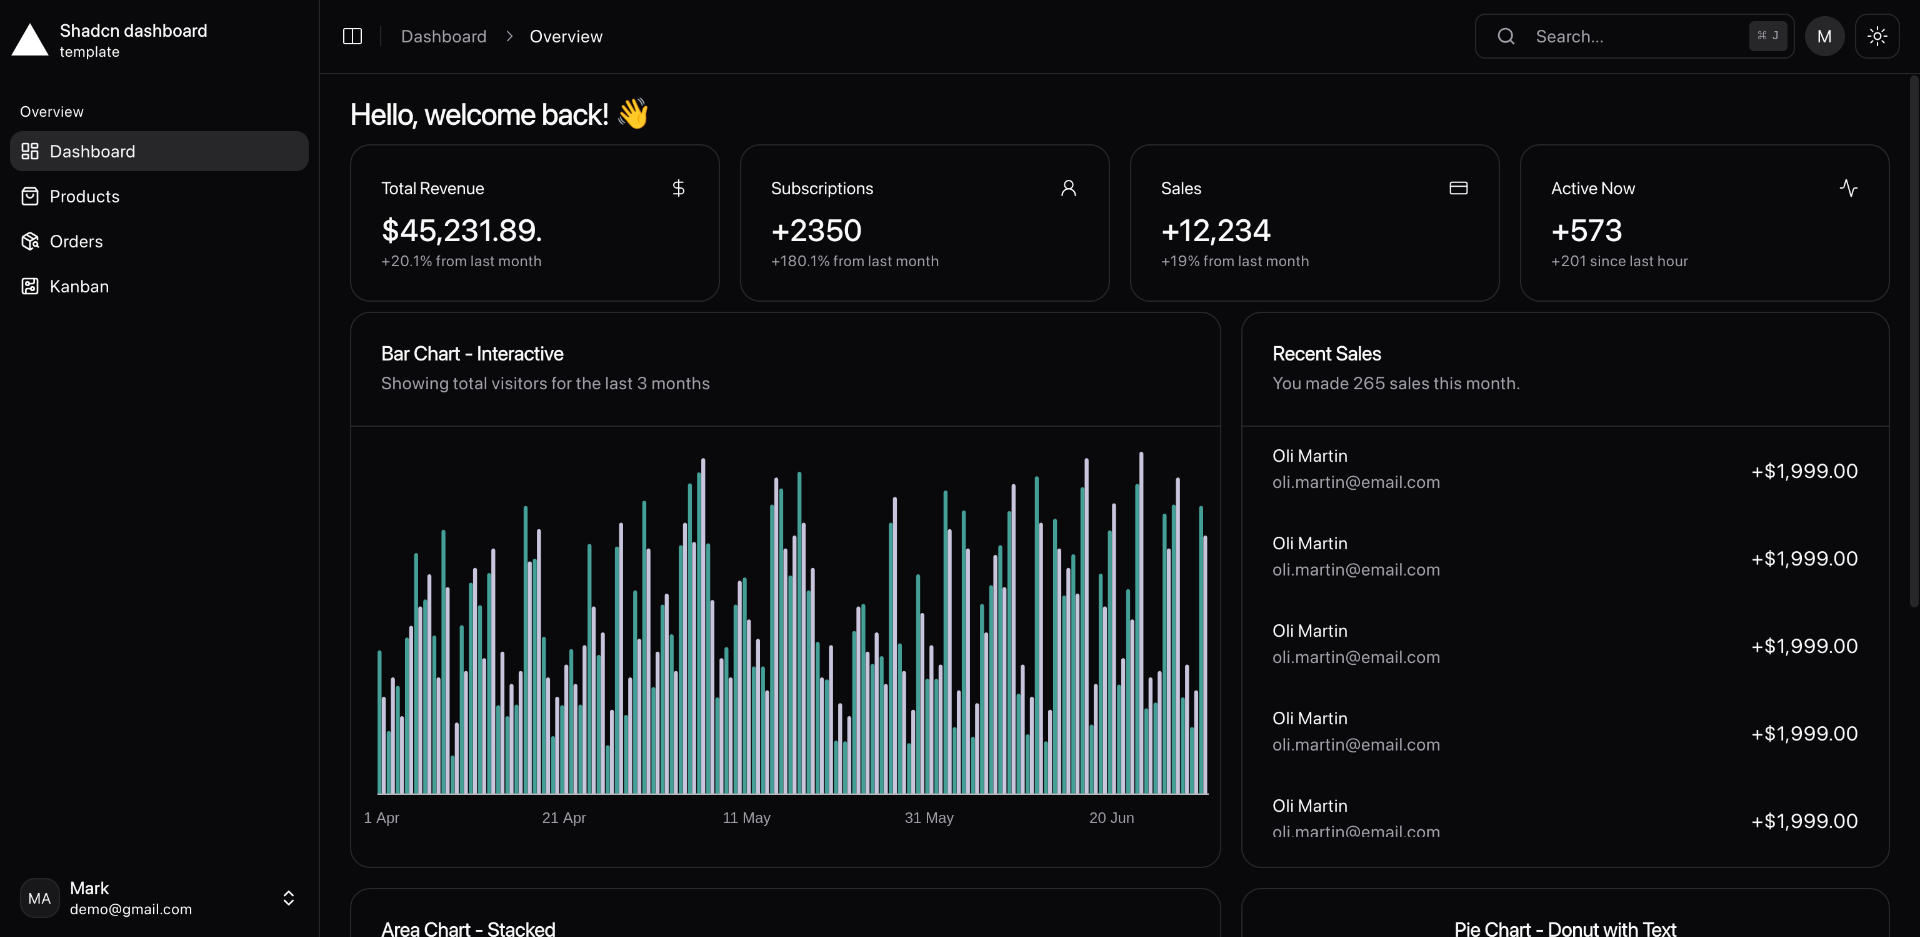 Shadcn dashboard
template
Overview
Dashboard
Products
Orders
Kanban
MA
Mark
demo@gmail.com
Dashboard > Overview
Search...
⌘ J
M
Hello, welcome back! 👋
Total Revenue
$45,231.89.
+20.1% from last month
Subscriptions
+2350
+180.1% from last month
Sales
+12,234
+19% from last month
Active Now
+573
+201 since last hour
Bar Chart - Interactive
Showing total visitors for the last 3 months
1 Apr
21 Apr
11 May
31 May
20 Jun
Recent Sales
You made 265 sales this month.
Oli Martin
oli.martin@email.com
+$1,999.00
Oli Martin
oli.martin@email.com
+$1,999.00
Oli Martin
oli.martin@email.com
+$1,999.00
Oli Martin
oli.martin@email.com
+$1,999.00
Oli Martin
oli.martin@email.com
+$1,999.00
Area Chart - Stacked
Pie Chart - Donut with Text